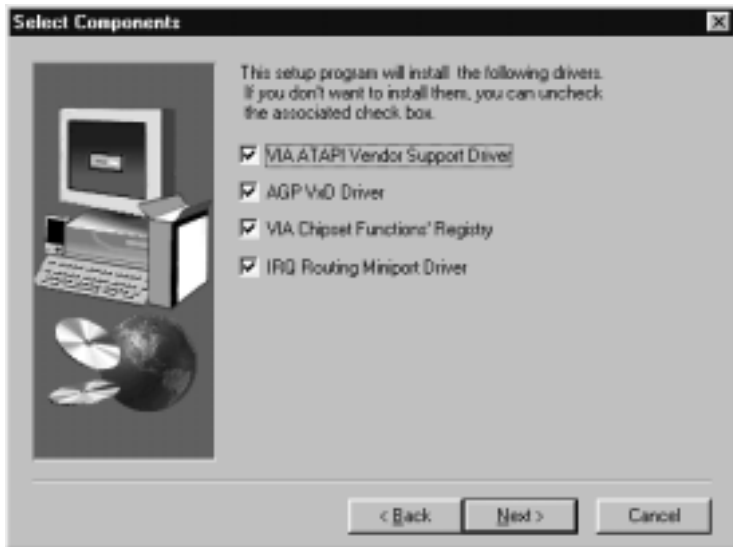 Select Components
This setup program will install the following drivers.
If you don't want to install them, you can uncheck
the associated check box.
VIA ATAPI Vendor Support Driver
AGP VxD Driver
VIA Chipset Functions' Registry
IRQ Routing Miniport Driver
< Back
Next >
Cancel